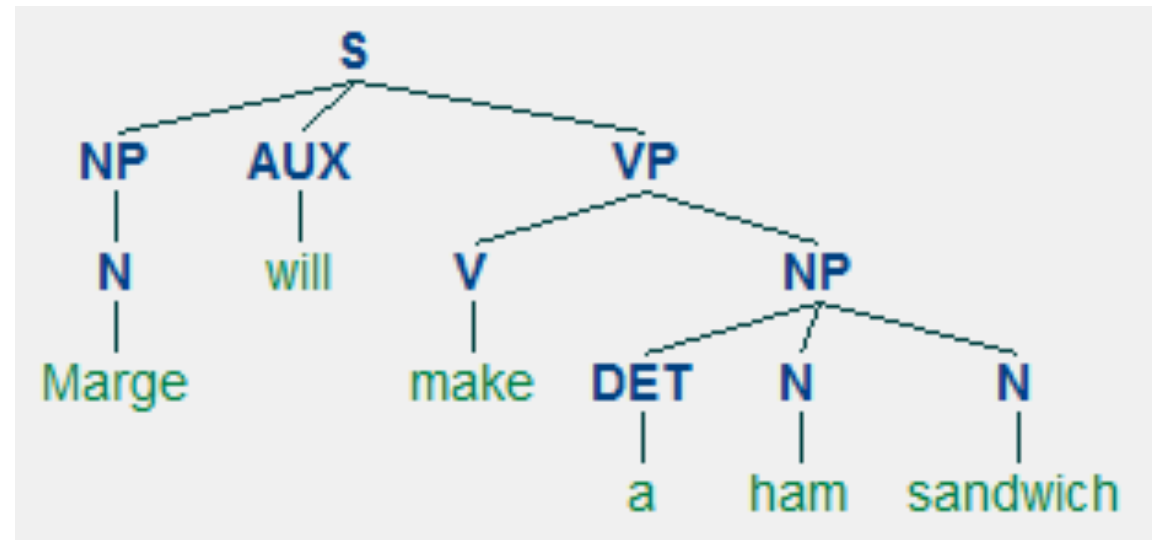 S
NP AUX VP
N will V NP
Marge make DET N N
a ham sandwich